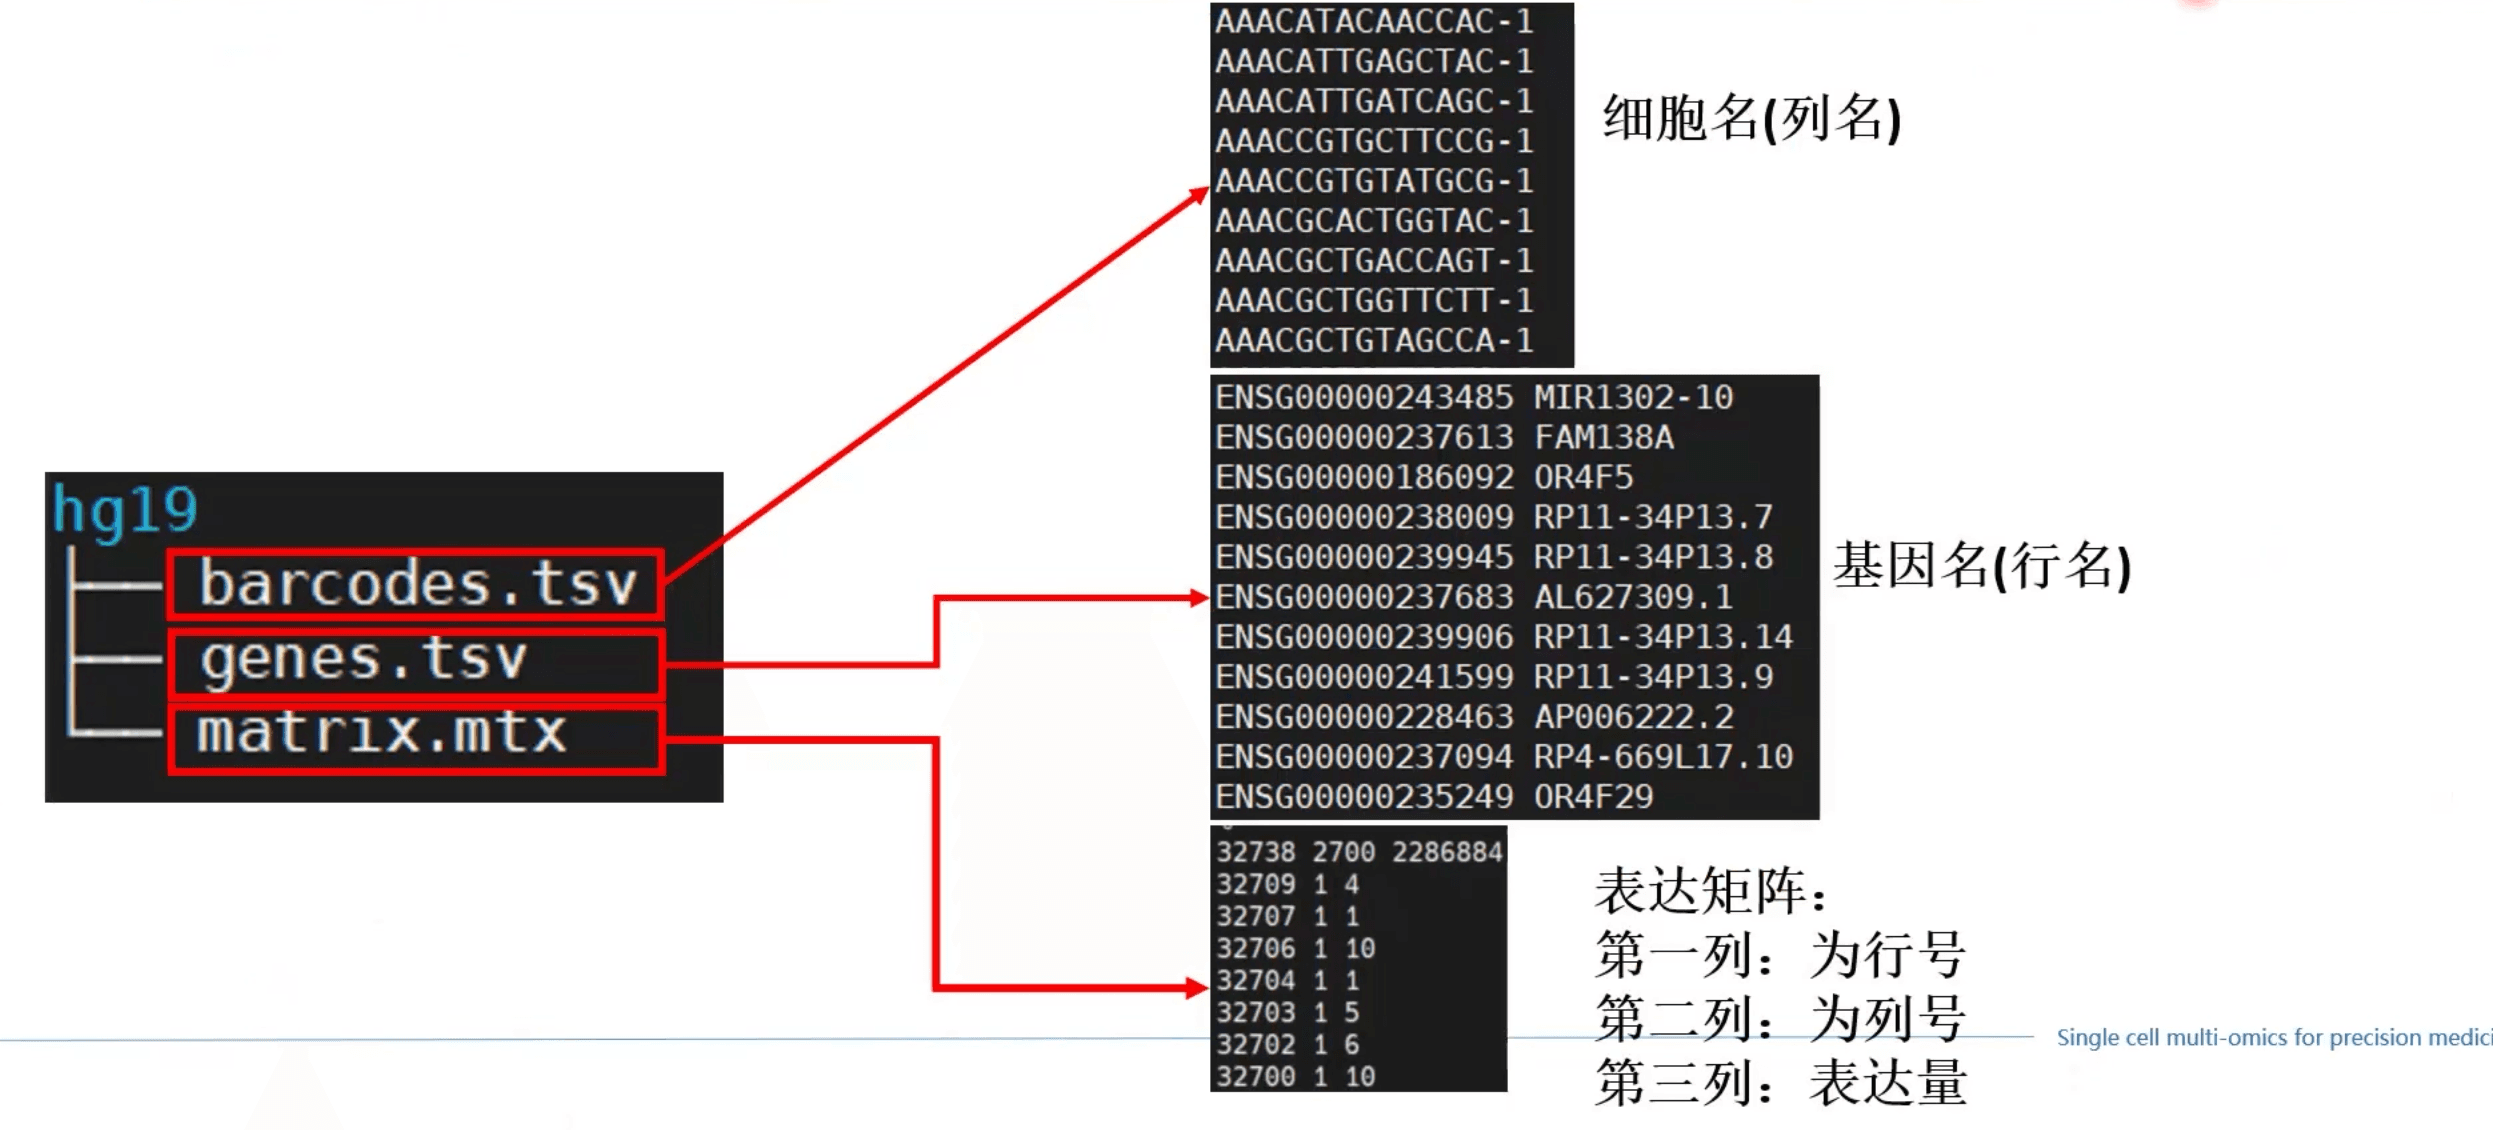 hg19
barcodes.tsv
genes.tsv
matrix.mtx
AAACATACAACCAC-1
AAACATTGAGCTAC-1
AAACATTGATCAGC-1
AAACCGTGCTTCCG-1
AAACCGTGTATGCG-1
AAACGCACTGGTAC-1
AAACGCTGACCAGT-1
AAACGCTGGTTCTT-1
AAACGCTGTAGCCA-1
细胞名(列名)
ENSG00000243485 MIR1302-10
ENSG00000237613 FAM138A
ENSG00000186092 OR4F5
ENSG00000238009 RP11-34P13.7
ENSG00000239945 RP11-34P13.8
ENSG00000237683 AL627309.1
ENSG00000239906 RP11-34P13.14
ENSG00000241599 RP11-34P13.9
ENSG00000228463 AP006222.2
ENSG00000237094 RP4-669L17.10
ENSG00000235249 OR4F29
基因名(行名)
32738 2700 2286884
32709 1 4
32707 1 1
32706 1 10
32704 1 1
32703 1 5
32702 1 6
32700 1 10
表达矩阵：
第一列：为行号
第二列：为列号
第三列：表达量
Single cell multi-omics for precision medici